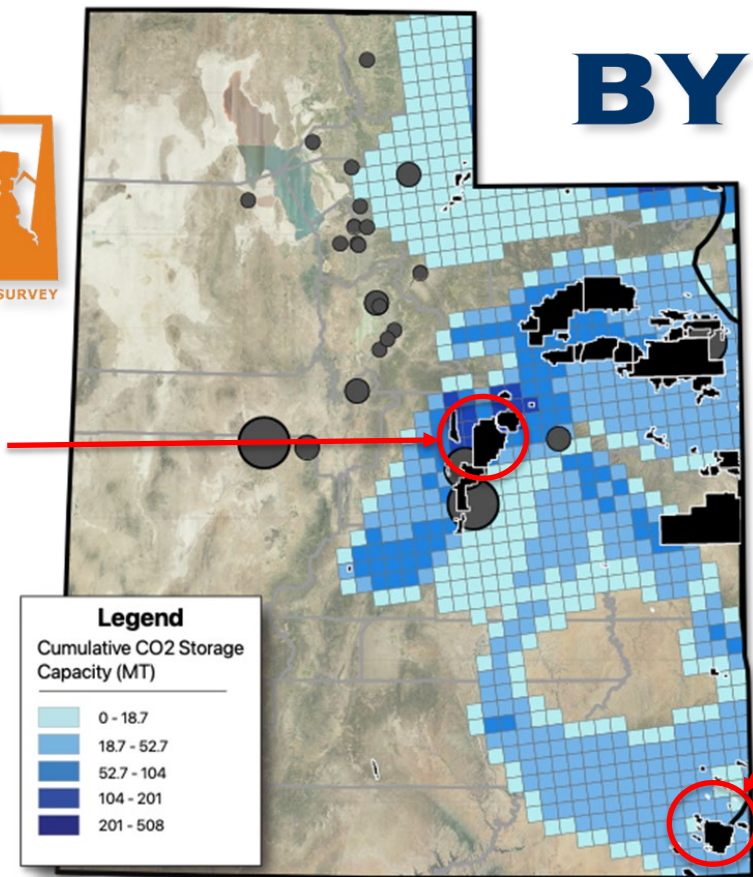 BY
SURVEY
Legend
Cumulative CO2 Storage
Capacity (MT)
0 - 18.7
18.7 - 52.7
52.7 - 104
104 - 201
201 - 508